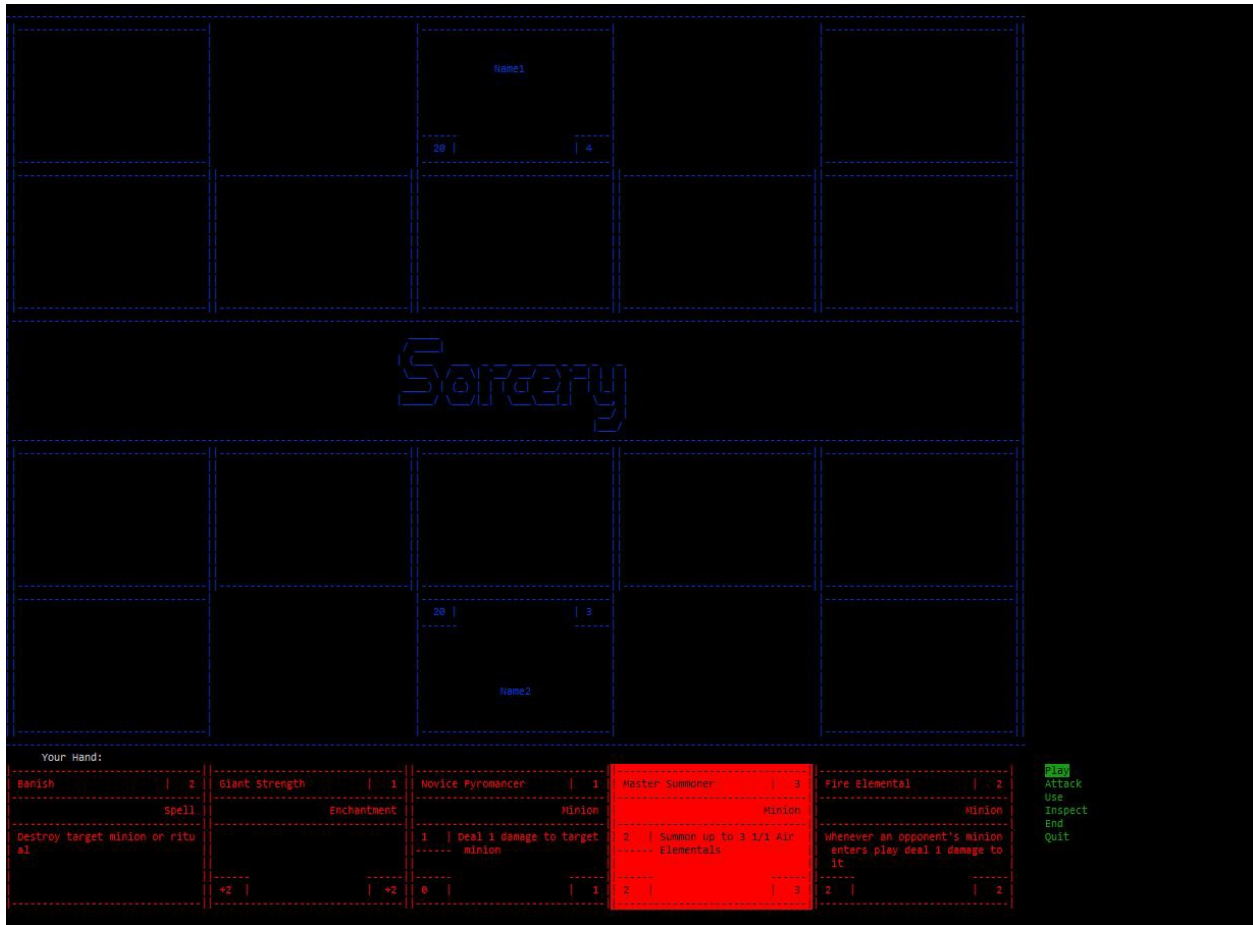 Name1
20 | | 4
Sorcery
20 | | 3
Name2
Your Hand:
Banish | 2
Spell
Destroy target minion or ritu
al
Giant Strength | 1
Enchantment
+2 | | +2
Novice Pyromancer | 1
Minion
1 | Deal 1 damage to target
minion
0 | | 1
Master Summoner | 3
Minion
2 | Summon up to 3 1/1 Air
Elementals
2 | | 3
Fire Elemental | 2
Minion
Whenever an opponent's minion
enters play deal 1 damage to
it
2 | | 2
Play
Attack
Use
Inspect
End
Quit